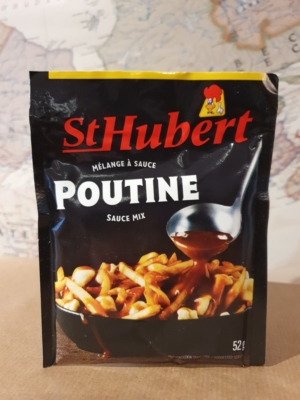 StHubert
MÉLANGE À SAUCE
POUTINE
SAUCE MIX
52g